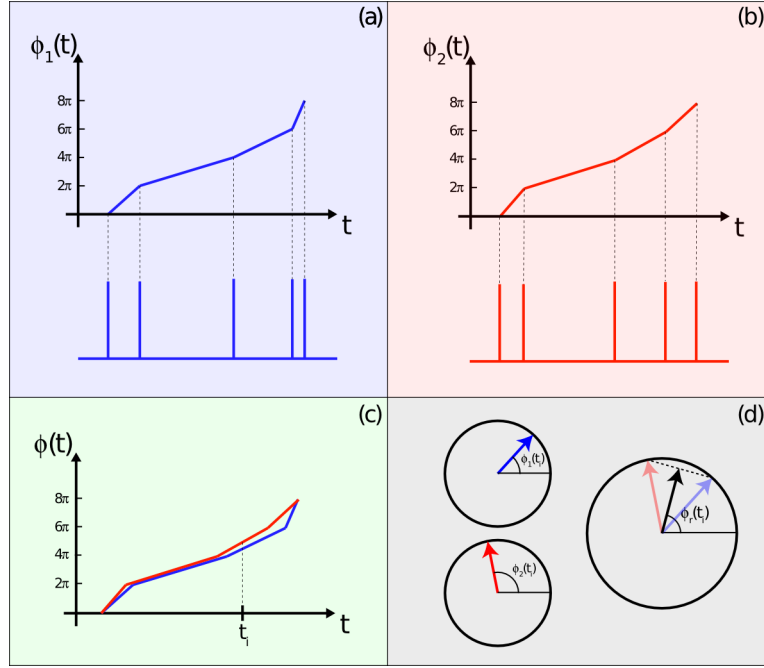 (a)
ϕ₁(t)
8π
6π
4π
2π
t
(b)
ϕ₂(t)
8π
6π
4π
2π
t
(c)
ϕ(t)
8π
6π
4π
2π
tᵢ
t
(d)
ϕ₁(tᵢ)
ϕ₂(tᵢ)
ϕᵣ(tᵢ)